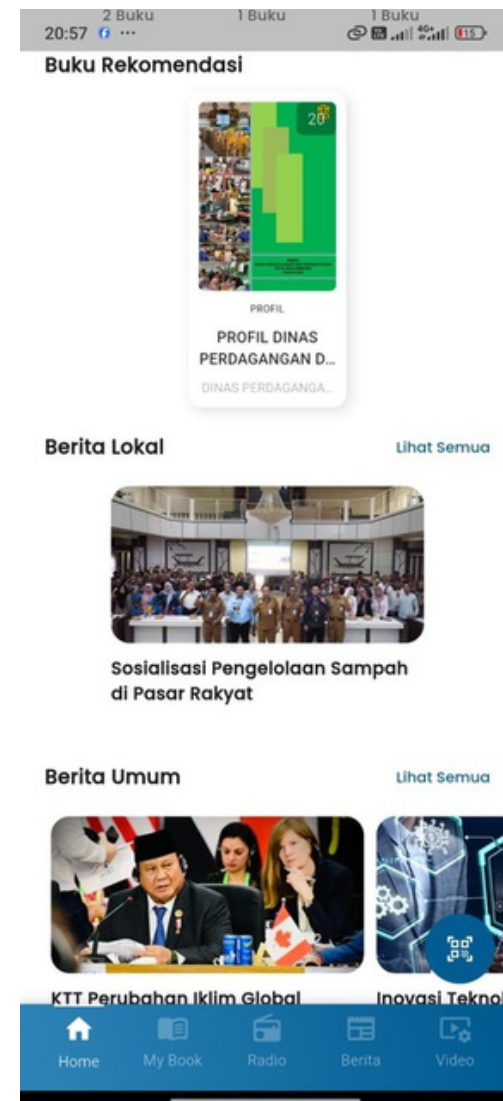 2 Buku 1 Buku 1 Buku
20:57 ··· 4G+ 15
Buku Rekomendasi
20
PROFIL
PROFIL DINAS
PERDAGANGAN D...
DINAS PERDAGANGA...
Berita Lokal Lihat Semua
Sosialisasi Pengelolaan Sampah
di Pasar Rakyat
Berita Umum Lihat Semua
KTT Perubahan Iklim Global Inovasi Teknol
Home My Book Radio Berita Video